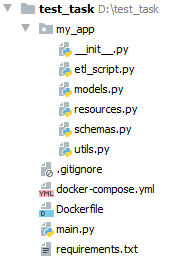 test_task D:\test_task
my_app
__init__.py
etl_script.py
models.py
resources.py
schemas.py
utils.py
.gitignore
YML docker-compose.yml
D Dockerfile
main.py
requirements.txt